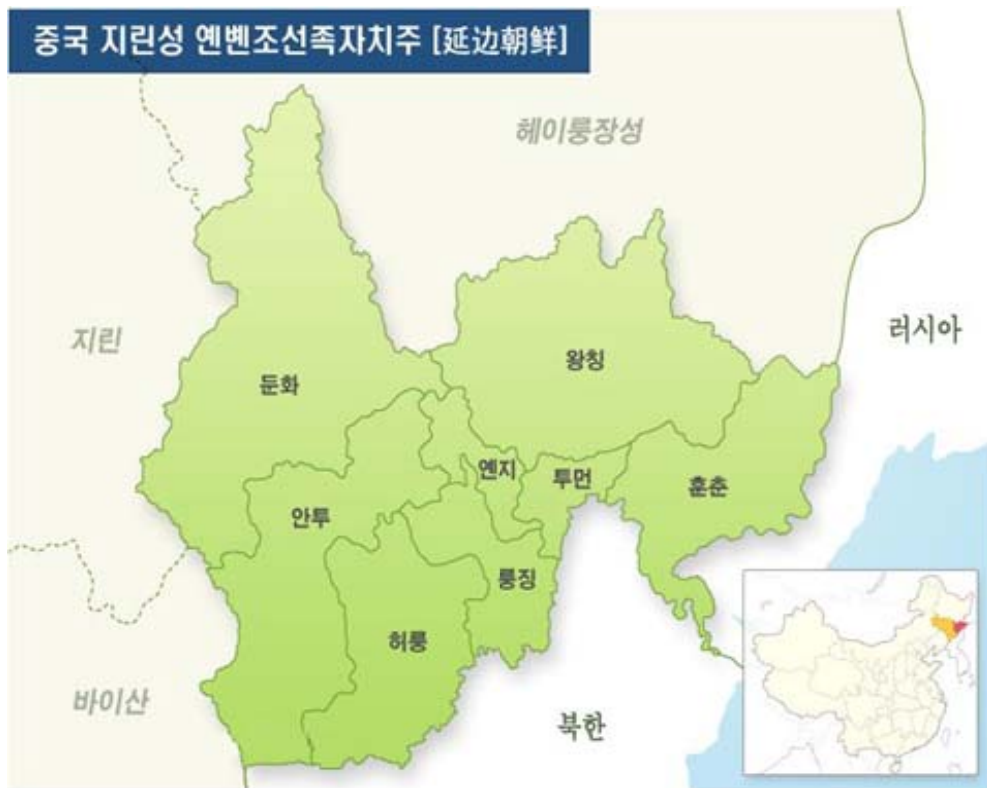 중국 지린성 옌볜조선족자치주 [延边朝鲜]
헤이룽장성
러시아
지린
왕칭
둔화
옌지
투먼
훈춘
안투
룽징
허룽
바이산
북한